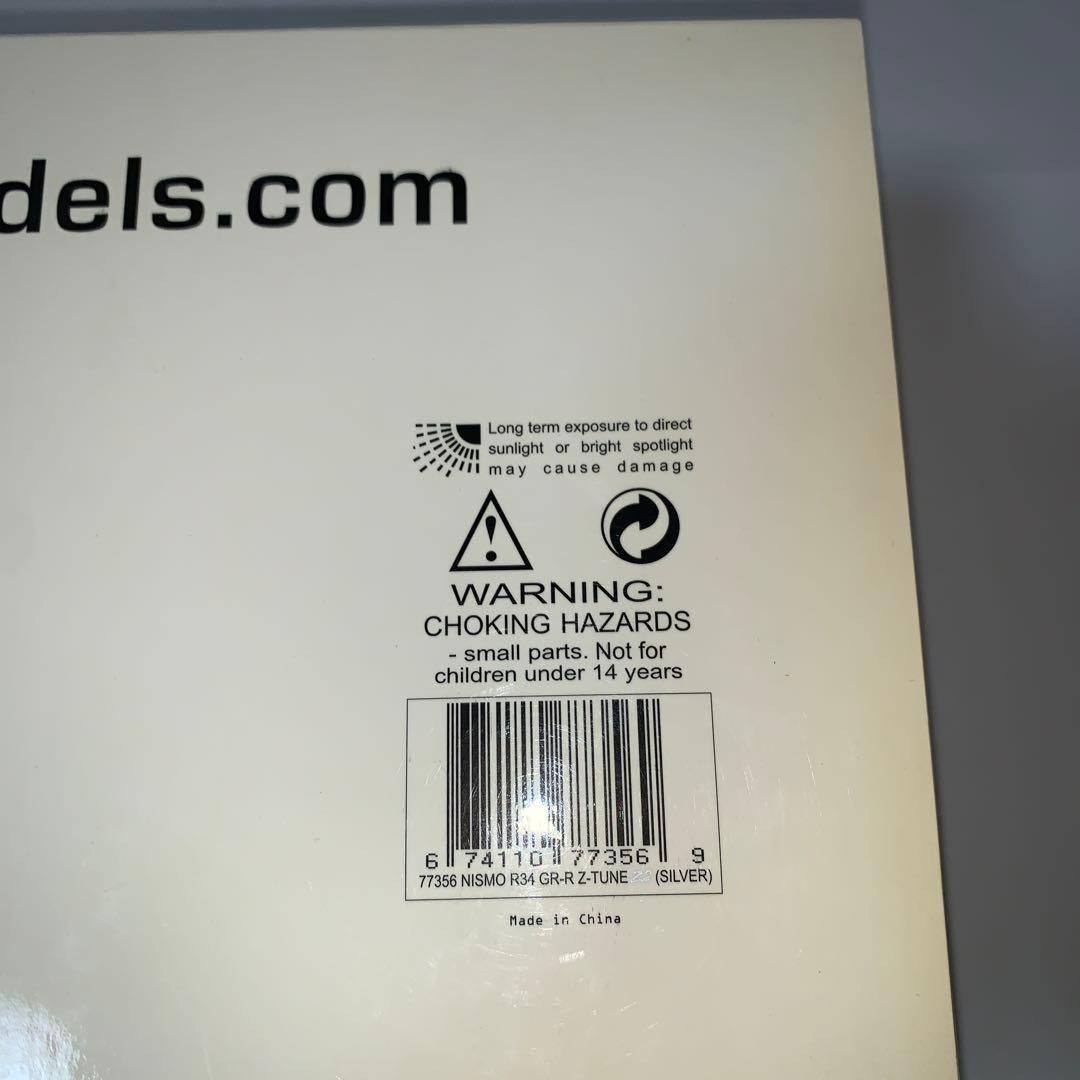 dels.com
Long term exposure to direct
sunlight or bright spotlight
may cause damage
WARNING:
CHOKING HAZARDS
- small parts. Not for
children under 14 years
6 74110 77356 9
77356 NISMO R34 GR-R Z-TUNE (SILVER)
Made in China